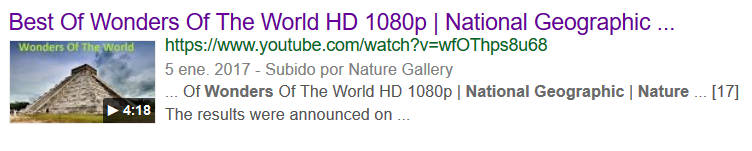 Best Of Wonders Of The World HD 1080p | National Geographic ...
Wonders Of The World
https://www.youtube.com/watch?v=wfOThps8u68
5 ene. 2017 - Subido por Nature Gallery
▶ 4:18
... Of Wonders Of The World HD 1080p | National Geographic | Nature ... [17]
The results were announced on ...